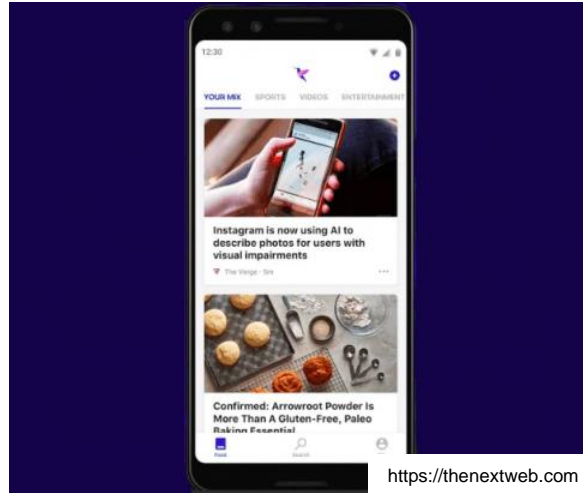 12:30
YOUR MIX SPORTS VIDEOS ENTERTAINMENT
Instagram is now using AI to
describe photos for users with
visual impairments
The Verge · 5m
Confirmed: Arrowroot Powder Is
More Than A Gluten-Free, Paleo
Baking Essential
Feed Search
https://thenextweb.com